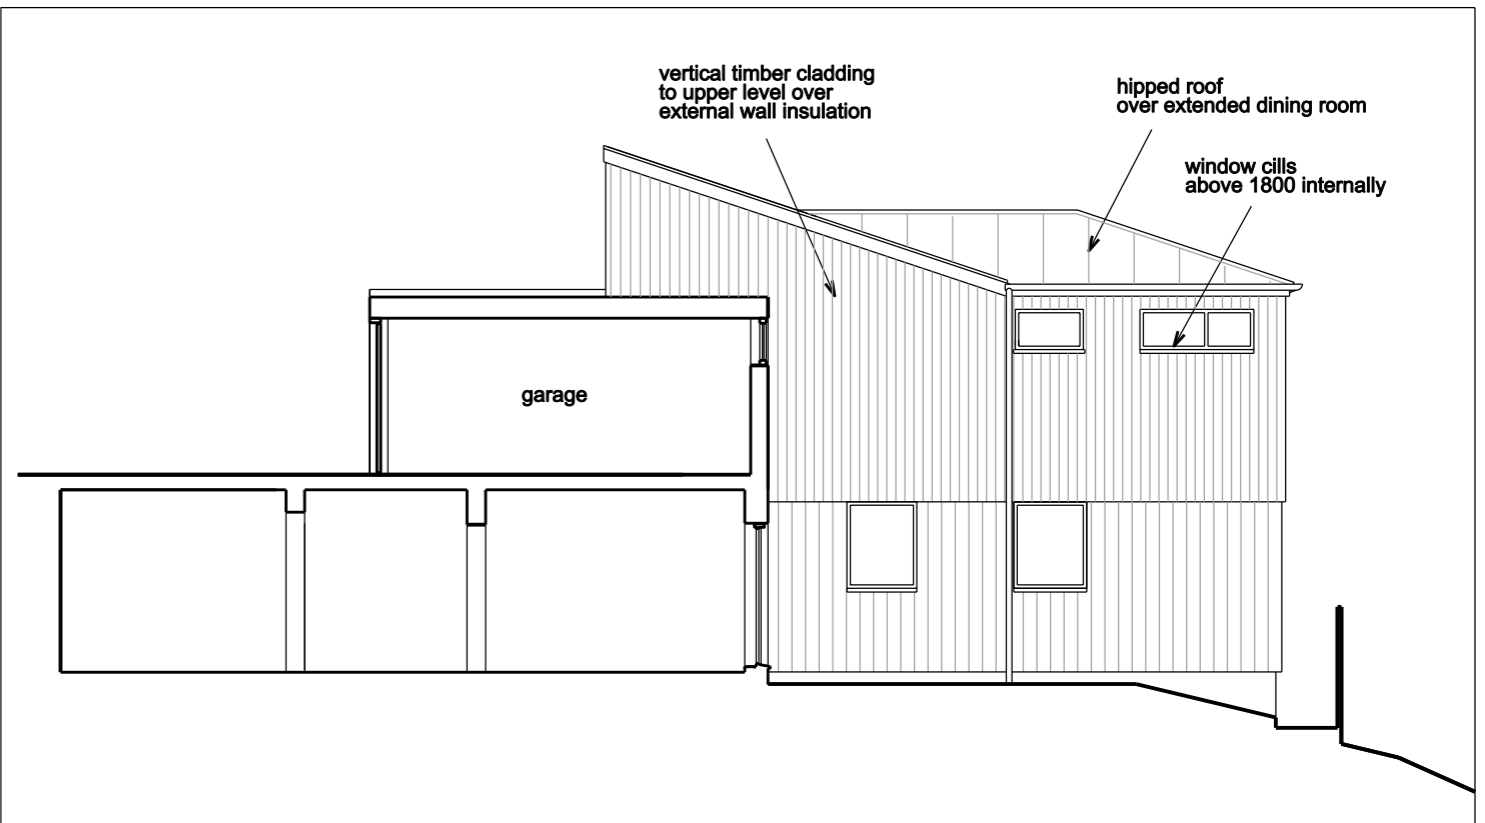 vertical timber cladding
to upper level over
external wall insulation
hipped roof
over extended dining room
window cills
above 1800 internally
garage